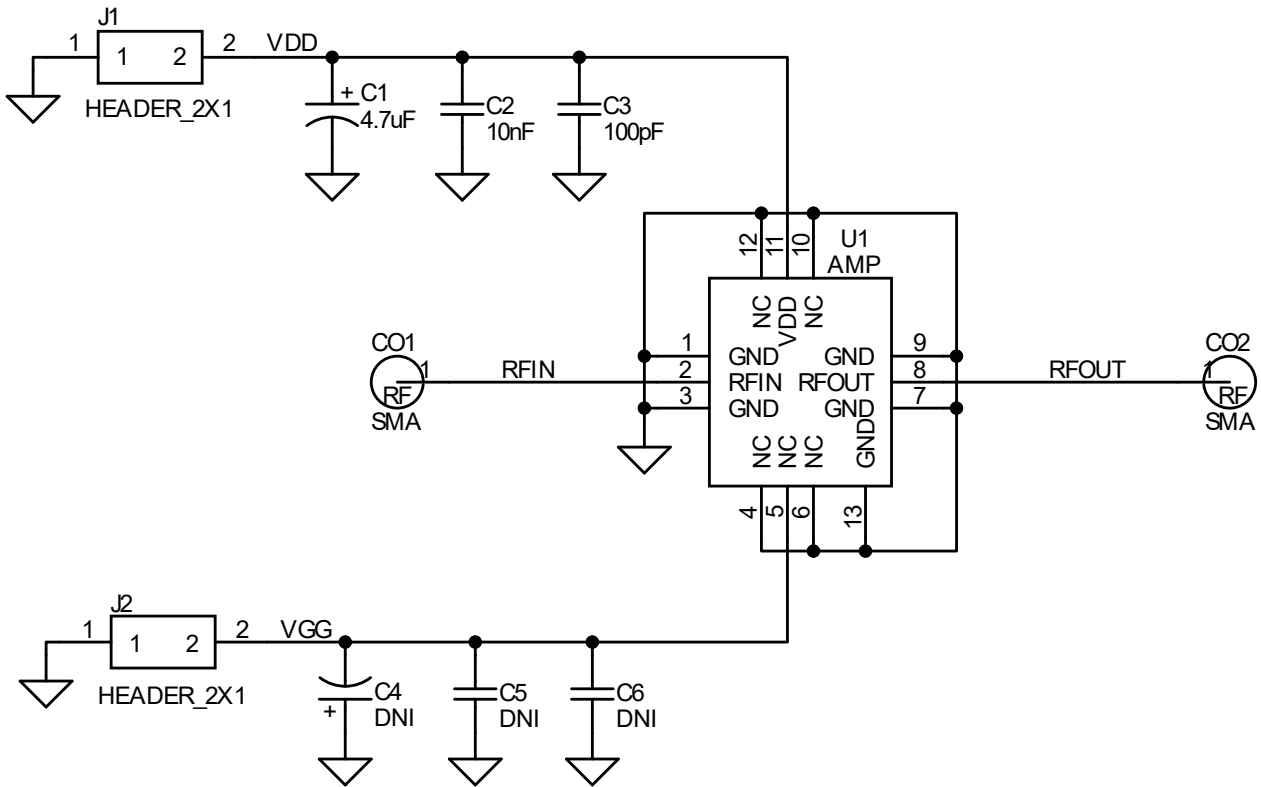 J1
1 1 2 2 VDD
HEADER_2X1
+ C1
4.7uF
C2
10nF
C3
100pF
12 11 10
U1
AMP
NC VDD NC
CO1
1
RF
SMA
RFIN
1 GND
2 RFIN
3 GND
GND 9
RFOUT 8
GND 7
RFOUT
CO2
1
RF
SMA
NC NC NC GND
4 5 6 13
J2
1 1 2 2 VGG
HEADER_2X1
C4
+ DNI
C5
DNI
C6
DNI